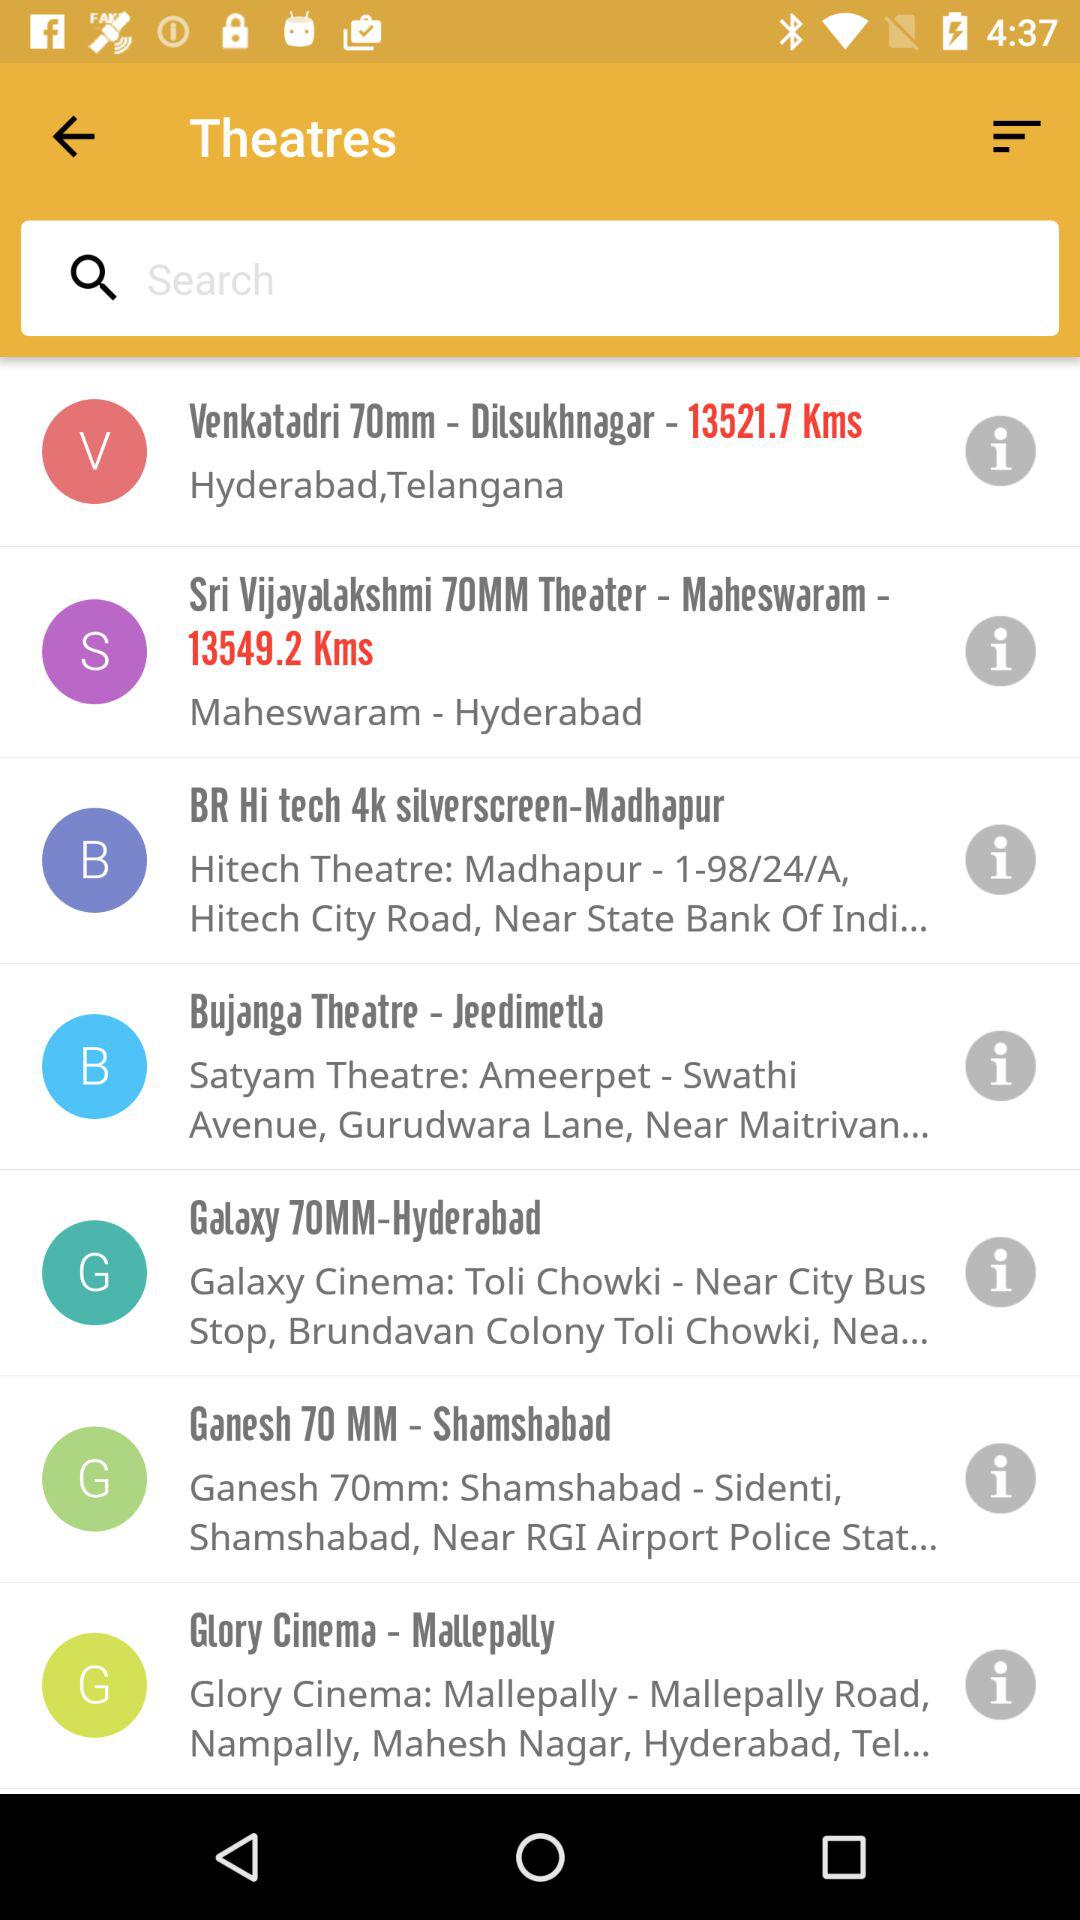 FAKE
4:37
Theatres
Search
V
Venkatadri 70mm - Dilsukhnagar - 13521.7 Kms
Hyderabad,Telangana
S
Sri Vijayalakshmi 70MM Theater - Maheswaram -
13549.2 Kms
Maheswaram - Hyderabad
B
BR Hi tech 4k silverscreen-Madhapur
Hitech Theatre: Madhapur - 1-98/24/A,
Hitech City Road, Near State Bank Of Indi...
B
Bujanga Theatre - Jeedimetla
Satyam Theatre: Ameerpet - Swathi
Avenue, Gurudwara Lane, Near Maitrivan...
G
Galaxy 70MM-Hyderabad
Galaxy Cinema: Toli Chowki - Near City Bus
Stop, Brundavan Colony Toli Chowki, Nea...
G
Ganesh 70 MM - Shamshabad
Ganesh 70mm: Shamshabad - Sidenti,
Shamshabad, Near RGI Airport Police Stat...
G
Glory Cinema - Mallepally
Glory Cinema: Mallepally - Mallepally Road,
Nampally, Mahesh Nagar, Hyderabad, Tel...